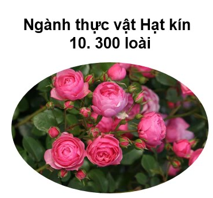 Ngành thực vật Hạt kín
10. 300 loài